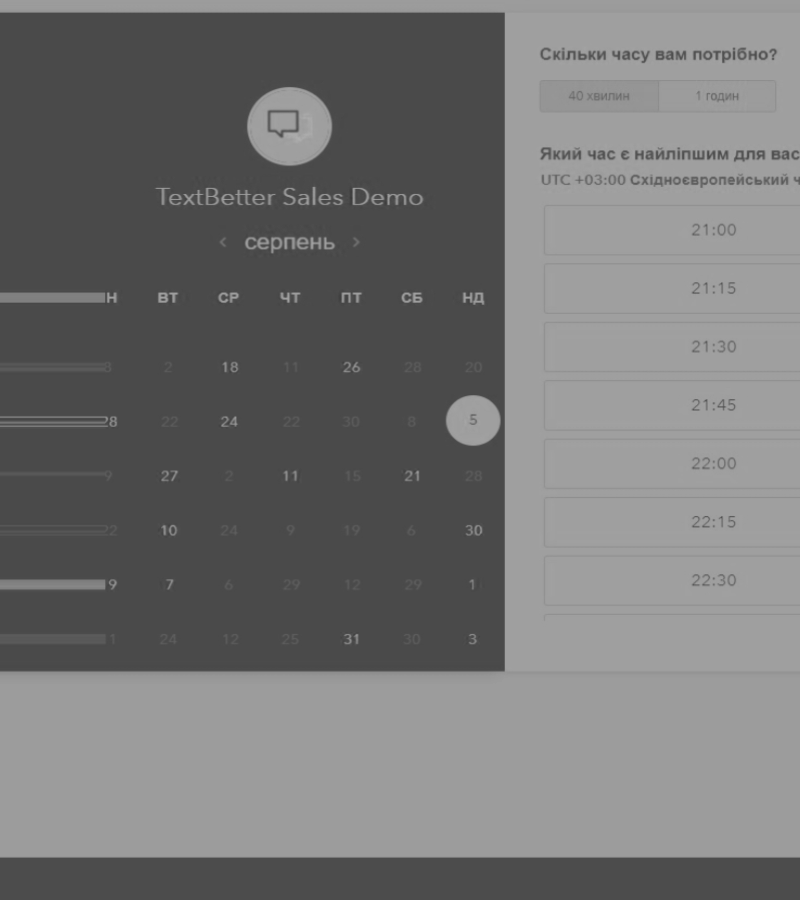 TextBetter Sales Demo
‹ серпень ›
Н ВТ СР ЧТ ПТ СБ НД
2 18 11 26 28 20
28 22 24 22 30 8 5
9 27 2 11 15 21 28
10 24 9 19 6 30
9 7 6 29 12 29 1
1 24 12 25 31 30 3
Скільки часу вам потрібно?
40 хвилин 1 годин
Який час є найліпшим для вас
UTC +03:00 Східноєвропейський
21:00
21:15
21:30
21:45
22:00
22:15
22:30